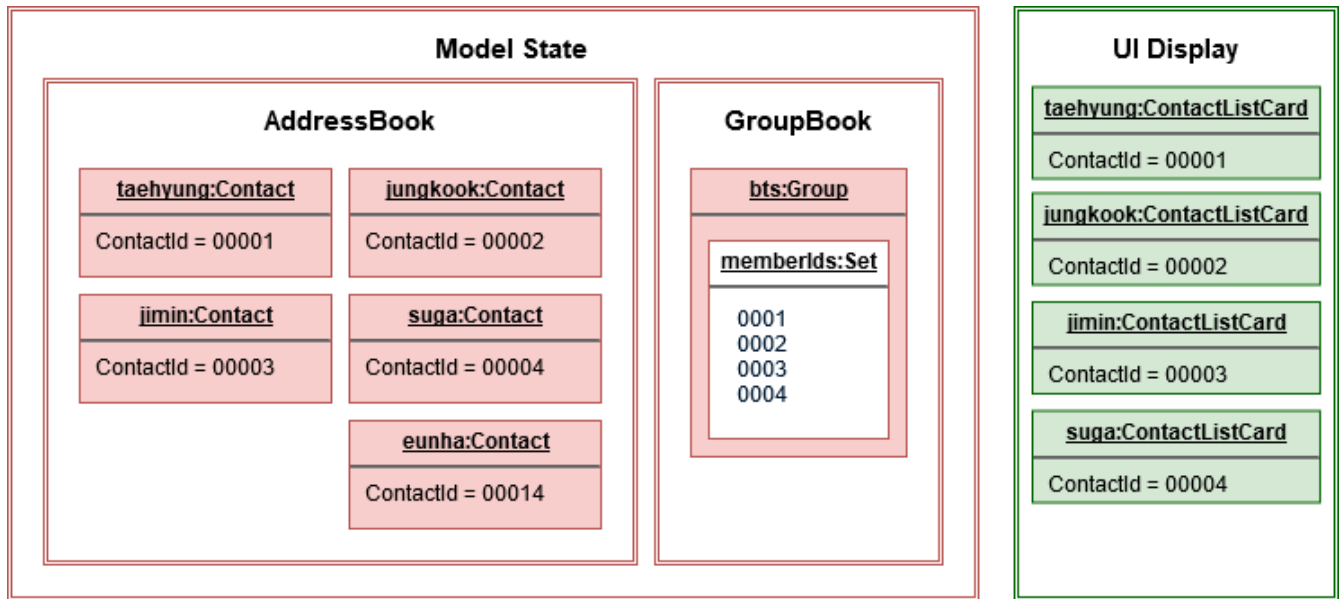 Model State
AddressBook
taehyung:Contact
ContactId = 00001
jungkook:Contact
ContactId = 00002
jimin:Contact
ContactId = 00003
suga:Contact
ContactId = 00004
eunha:Contact
ContactId = 00014
GroupBook
bts:Group
memberIds:Set
0001
0002
0003
0004
UI Display
taehyung:ContactListCard
ContactId = 00001
jungkook:ContactListCard
ContactId = 00002
jimin:ContactListCard
ContactId = 00003
suga:ContactListCard
ContactId = 00004